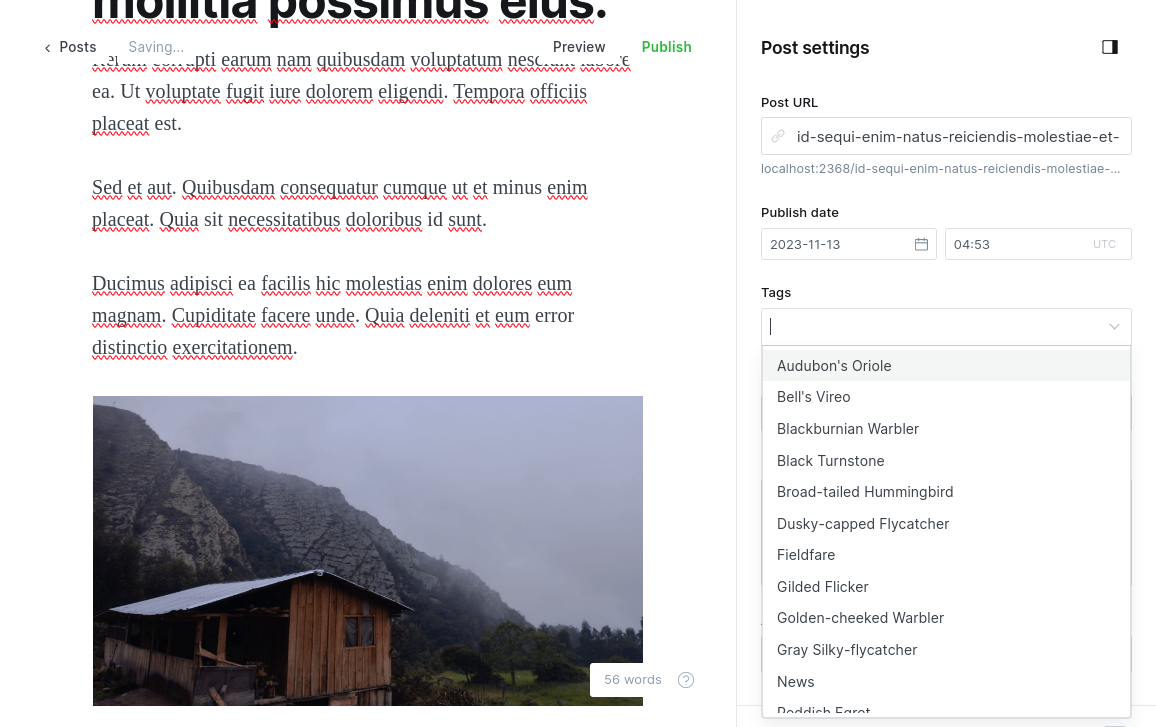 mollitia possimus eius.
Posts
Saving...
Preview
Publish
Rerum corrupti earum nam quibusdam voluptatum nesciunt labore
ea. Ut voluptate fugit iure dolorem eligendi. Tempora officiis
placeat est.
Sed et aut. Quibusdam consequatur cumque ut et minus enim
placeat. Quia sit necessitatibus doloribus id sunt.
Ducimus adipisci ea facilis hic molestias enim dolores eum
magnam. Cupiditate facere unde. Quia deleniti et eum error
distinctio exercitationem.
56 words
Post settings
Post URL
id-sequi-enim-natus-reiciendis-molestiae-et-
localhost:2368/id-sequi-enim-natus-reiciendis-molestiae-...
Publish date
2023-11-13
04:53
UTC
Tags
Audubon's Oriole
Bell's Vireo
Blackburnian Warbler
Black Turnstone
Broad-tailed Hummingbird
Dusky-capped Flycatcher
Fieldfare
Gilded Flicker
Golden-cheeked Warbler
Gray Silky-flycatcher
News
Reddish Egret